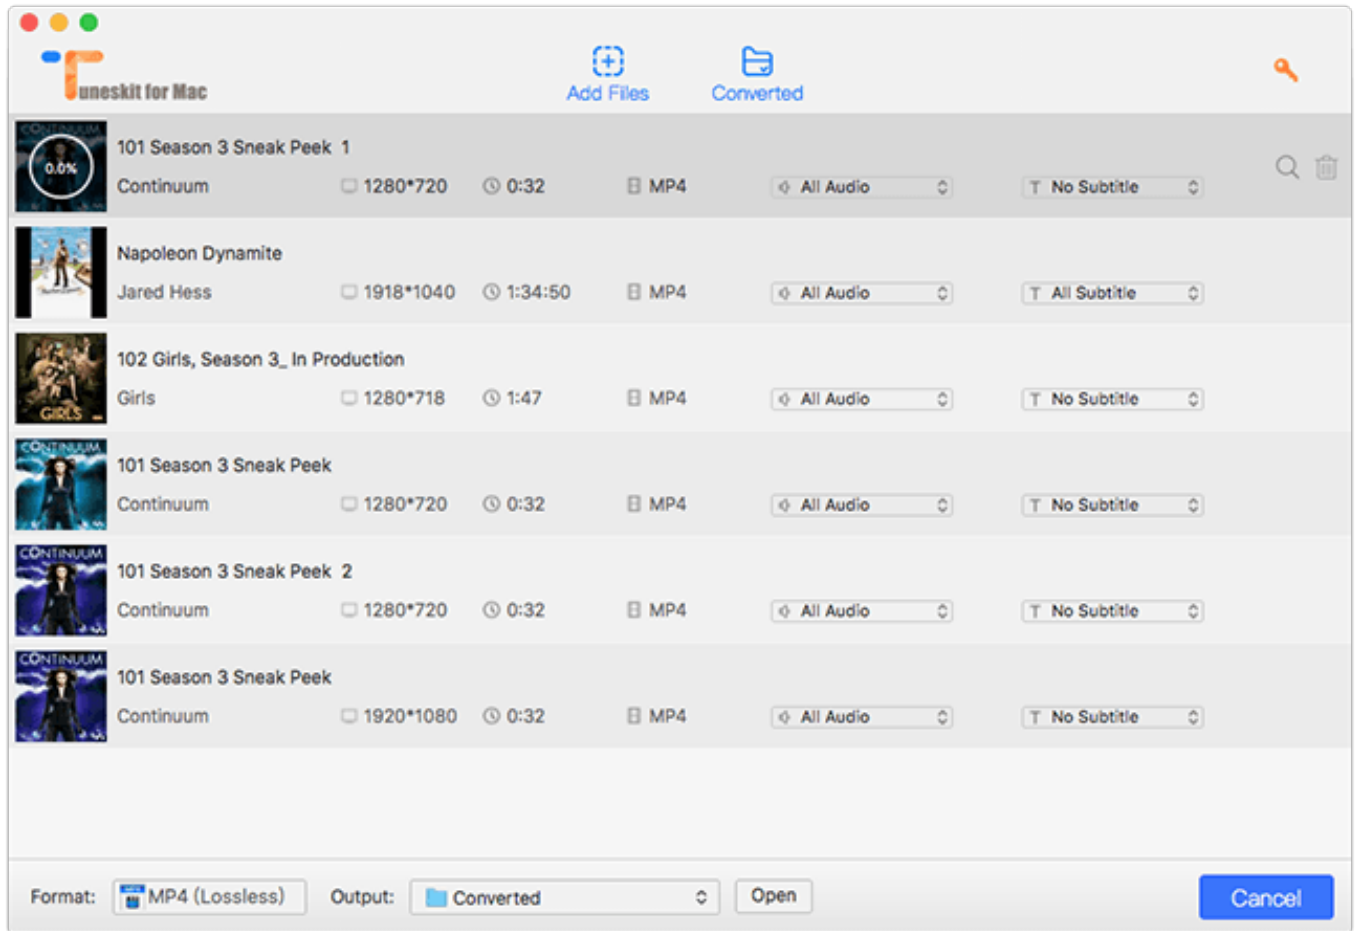 Tuneskit for Mac
Add Files
Converted
CONTINUUM
0.0%
101 Season 3 Sneak Peek 1
Continuum 1280*720 0:32 MP4 All Audio No Subtitle
Napoleon Dynamite
Jared Hess 1918*1040 1:34:50 MP4 All Audio All Subtitle
GIRLS
102 Girls, Season 3_ In Production
Girls 1280*718 1:47 MP4 All Audio No Subtitle
CONTINUUM
101 Season 3 Sneak Peek
Continuum 1280*720 0:32 MP4 All Audio No Subtitle
CONTINUUM
101 Season 3 Sneak Peek 2
Continuum 1280*720 0:32 MP4 All Audio No Subtitle
CONTINUUM
101 Season 3 Sneak Peek
Continuum 1920*1080 0:32 MP4 All Audio No Subtitle
Format: MP4 (Lossless) Output: Converted Open Cancel